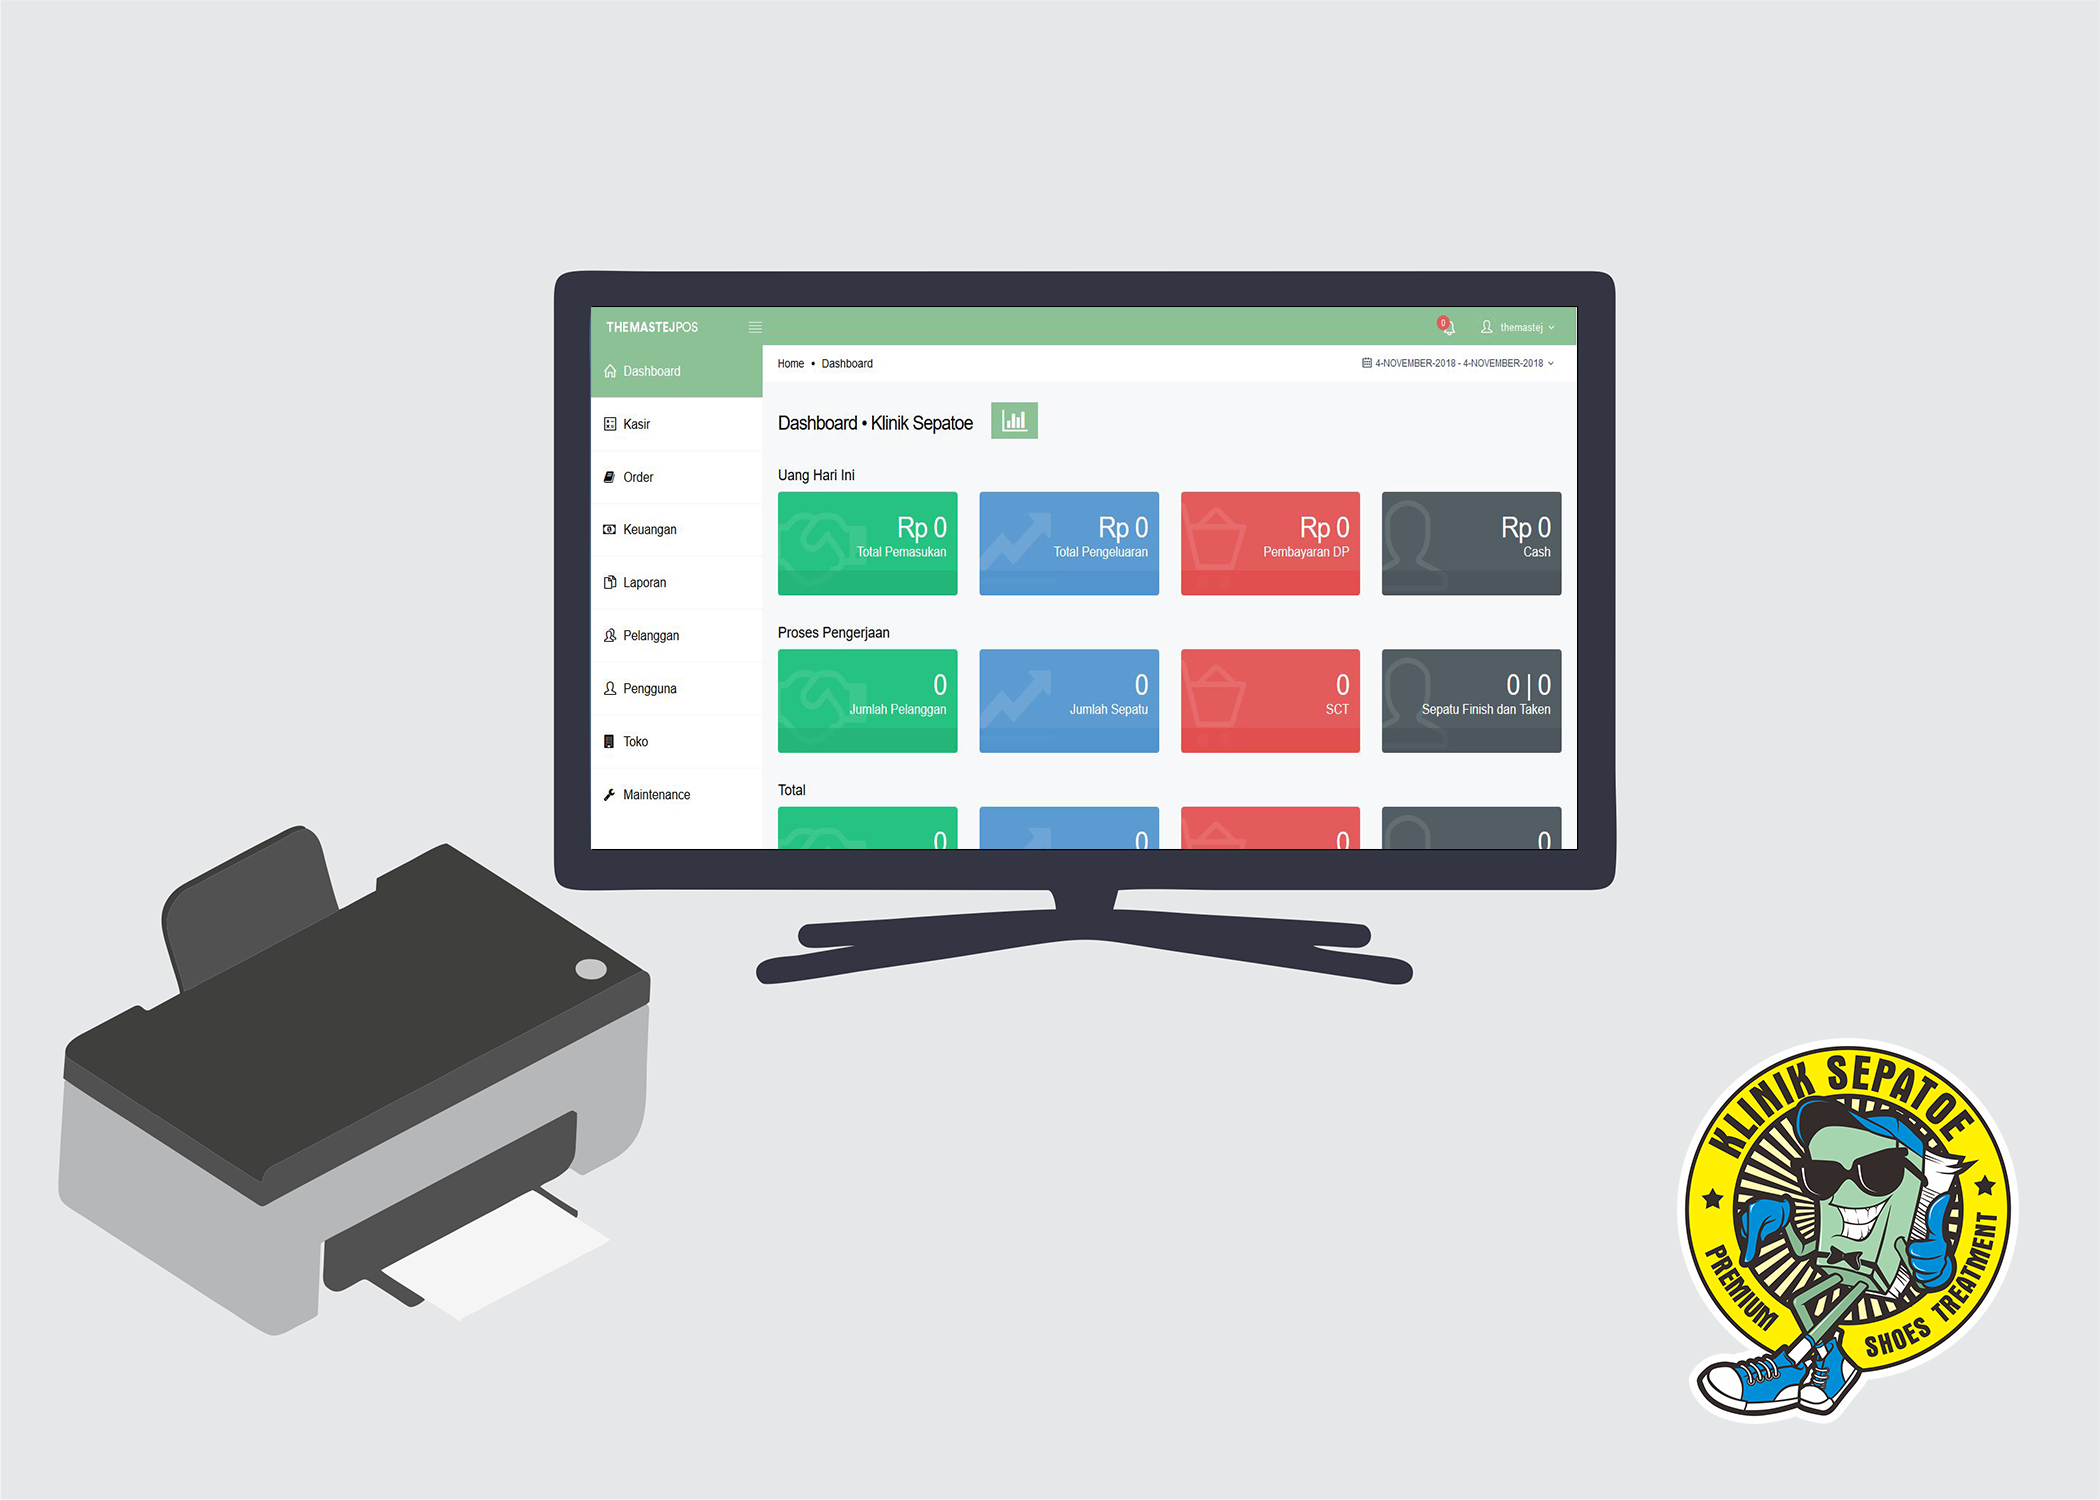 THEMASTEJPOS
0
themastej
Dashboard
Home • Dashboard
4-NOVEMBER-2018 - 4-NOVEMBER-2018
Kasir
Order
Keuangan
Laporan
Pelanggan
Pengguna
Toko
Maintenance
Dashboard • Klinik Sepatoe
Uang Hari Ini
Rp 0
Total Pemasukan
Rp 0
Total Pengeluaran
Rp 0
Pembayaran DP
Rp 0
Cash
Proses Pengerjaan
0
Jumlah Pelanggan
0
Jumlah Sepatu
0
SCT
0 | 0
Sepatu Finish dan Taken
Total
0
0
0
0
KLINIK SEPATOE
PREMIUM
SHOES TREATMENT